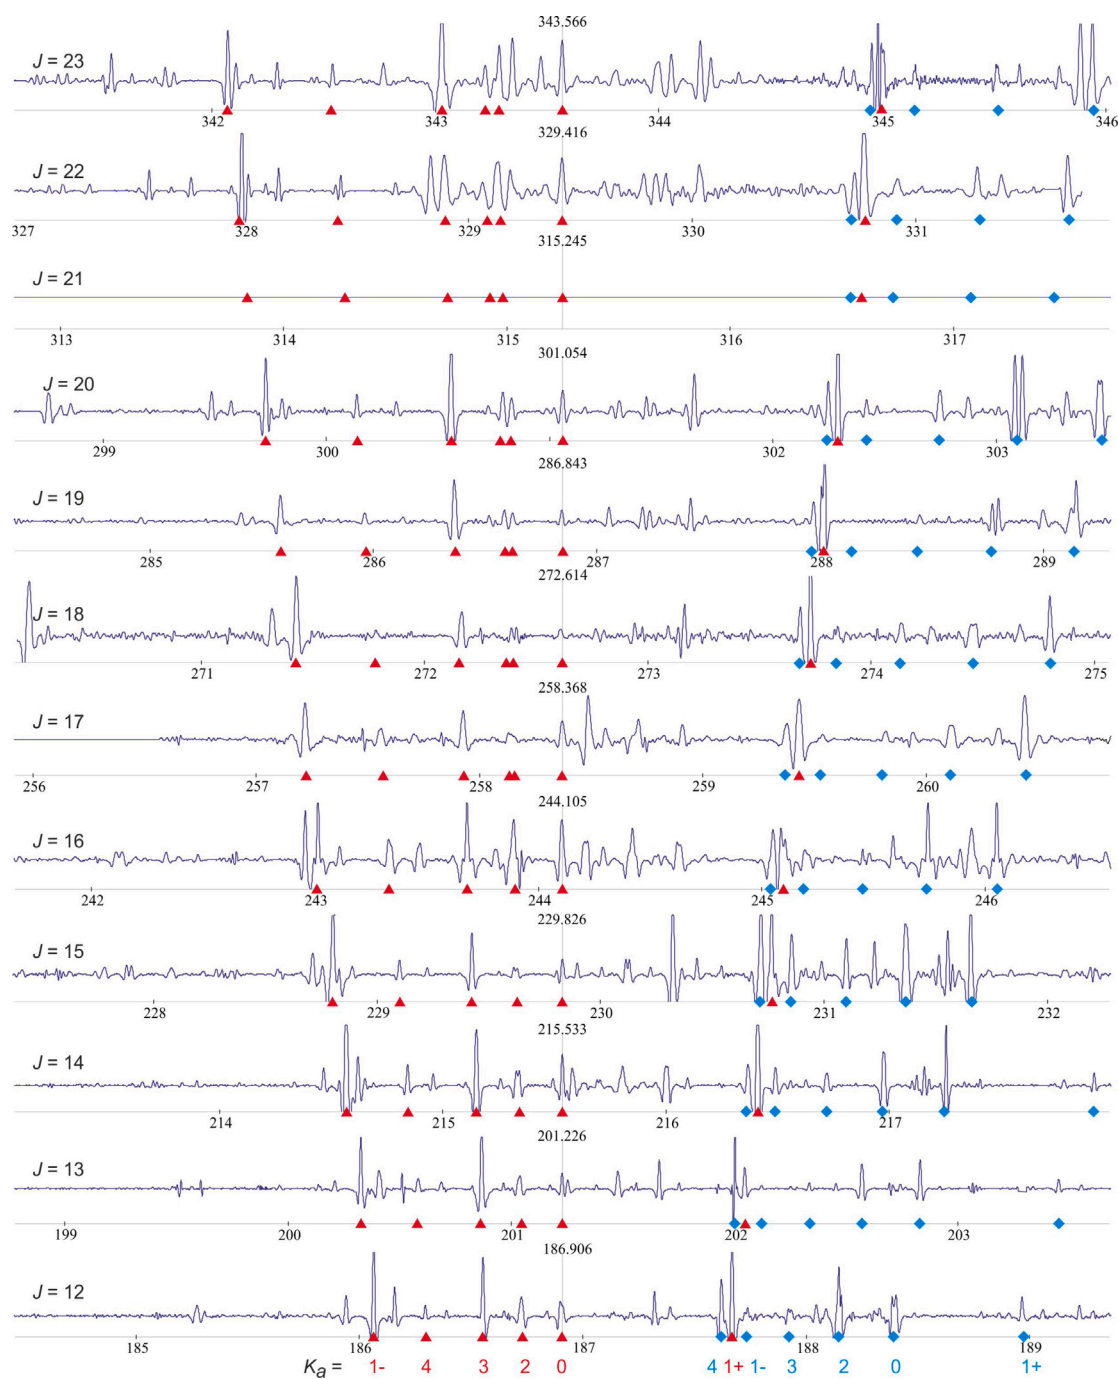 343.566
J = 23
342 343 344 345 346
329.416
J = 22
327 328 329 330 331
315.245
J = 21
313 314 315 316 317
301.054
J = 20
299 300 302 303
286.843
J = 19
285 286 287 288 289
272.614
J = 18
271 272 273 274 275
258.368
J = 17
256 257 258 259 260
244.105
J = 16
242 243 244 245 246
229.826
J = 15
228 229 230 231 232
215.533
J = 14
214 215 216 217
201.226
J = 13
199 200 201 202 203
186.906
J = 12
185 186 187 188 189
Ka = 1- 4 3 2 0 4 1+ 1- 3 2 0 1+